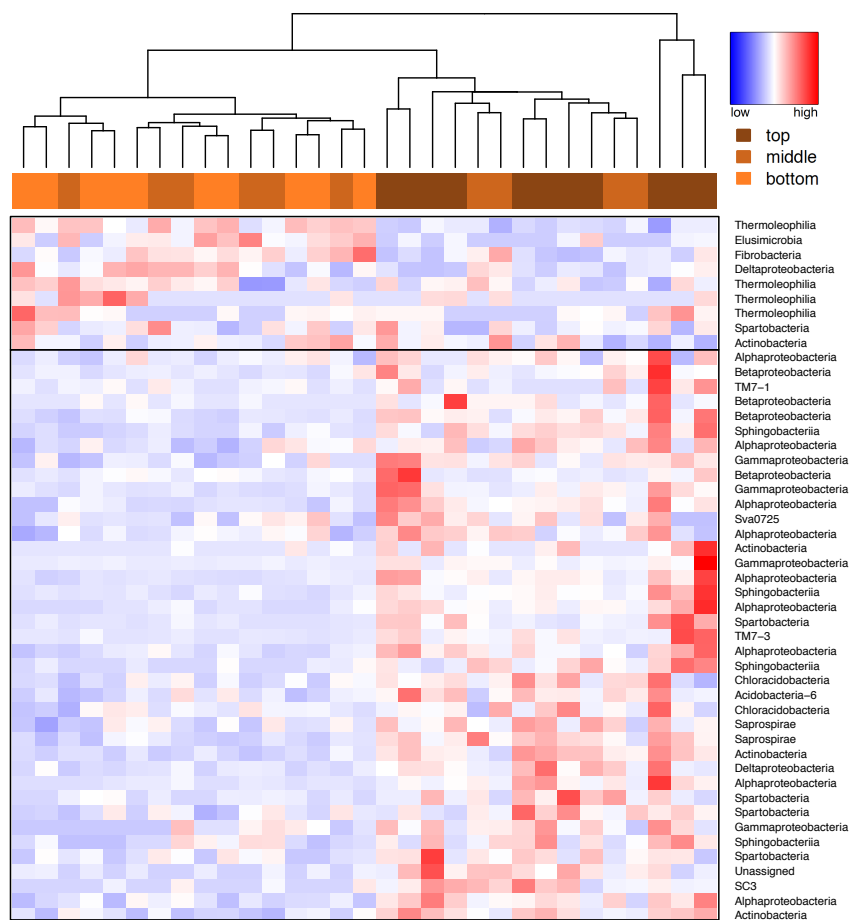 low high
top
middle
bottom
Thermoleophilia
Elusimicrobia
Fibrobacteria
Deltaproteobacteria
Thermoleophilia
Thermoleophilia
Thermoleophilia
Spartobacteria
Actinobacteria
Alphaproteobacteria
Betaproteobacteria
TM7-1
Betaproteobacteria
Betaproteobacteria
Sphingobacteriia
Alphaproteobacteria
Gammaproteobacteria
Betaproteobacteria
Gammaproteobacteria
Alphaproteobacteria
Sva0725
Alphaproteobacteria
Actinobacteria
Gammaproteobacteria
Alphaproteobacteria
Sphingobacteriia
Alphaproteobacteria
Spartobacteria
TM7-3
Alphaproteobacteria
Sphingobacteriia
Chloracidobacteria
Acidobacteria-6
Chloracidobacteria
Saprospirae
Saprospirae
Actinobacteria
Deltaproteobacteria
Alphaproteobacteria
Spartobacteria
Spartobacteria
Gammaproteobacteria
Sphingobacteriia
Spartobacteria
Unassigned
SC3
Alphaproteobacteria
Actinobacteria